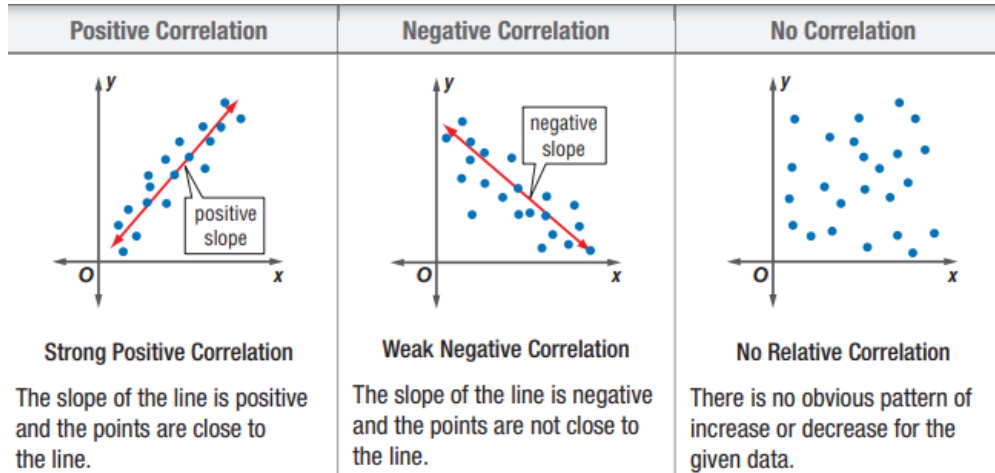 Positive Correlation
Negative Correlation
No Correlation
y
positive
slope
O
x
y
negative
slope
O
x
y
O
x
Strong Positive Correlation
The slope of the line is positive
and the points are close to
the line.
Weak Negative Correlation
The slope of the line is negative
and the points are not close to
the line.
No Relative Correlation
There is no obvious pattern of
increase or decrease for the
given data.